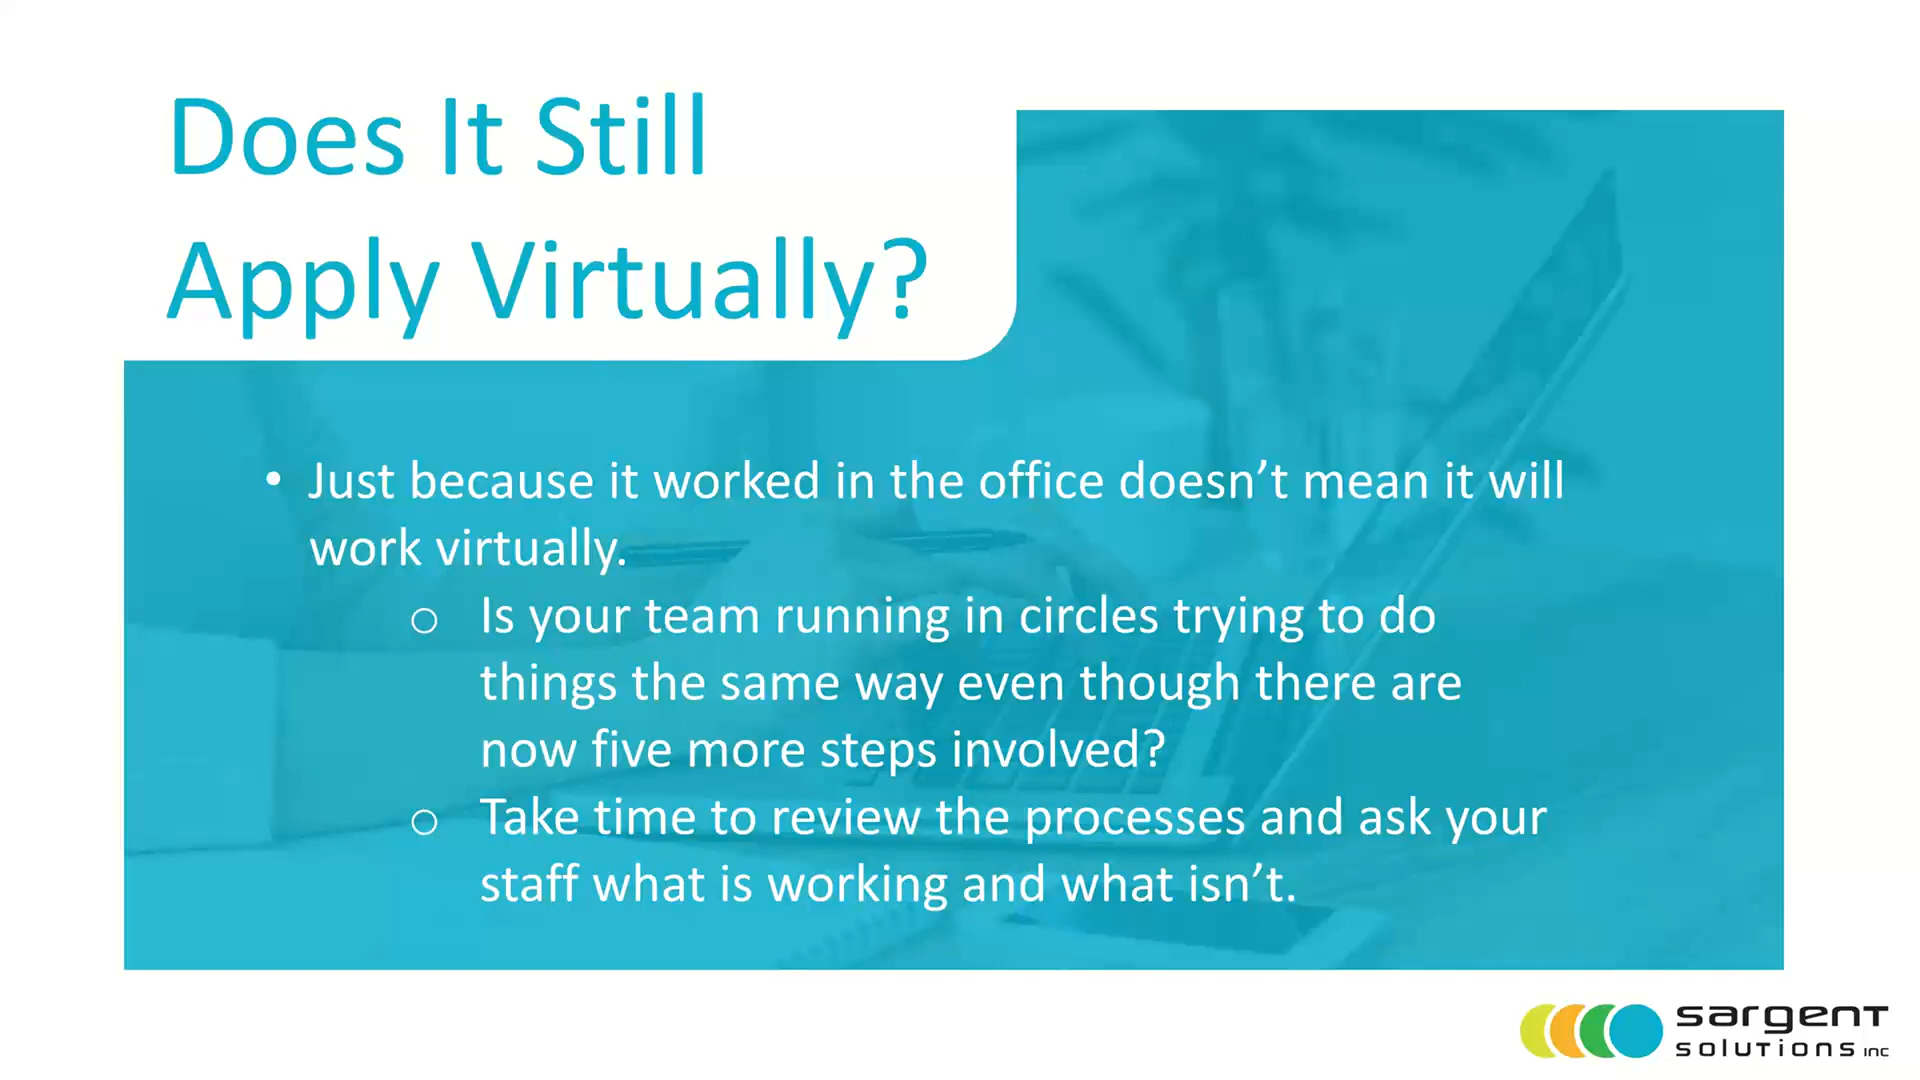 Does It Still
Apply Virtually?
• Just because it worked in the office doesn’t mean it will
work virtually.
o Is your team running in circles trying to do
things the same way even though there are
now five more steps involved?
o Take time to review the processes and ask your
staff what is working and what isn’t.
sargent
solutions inc